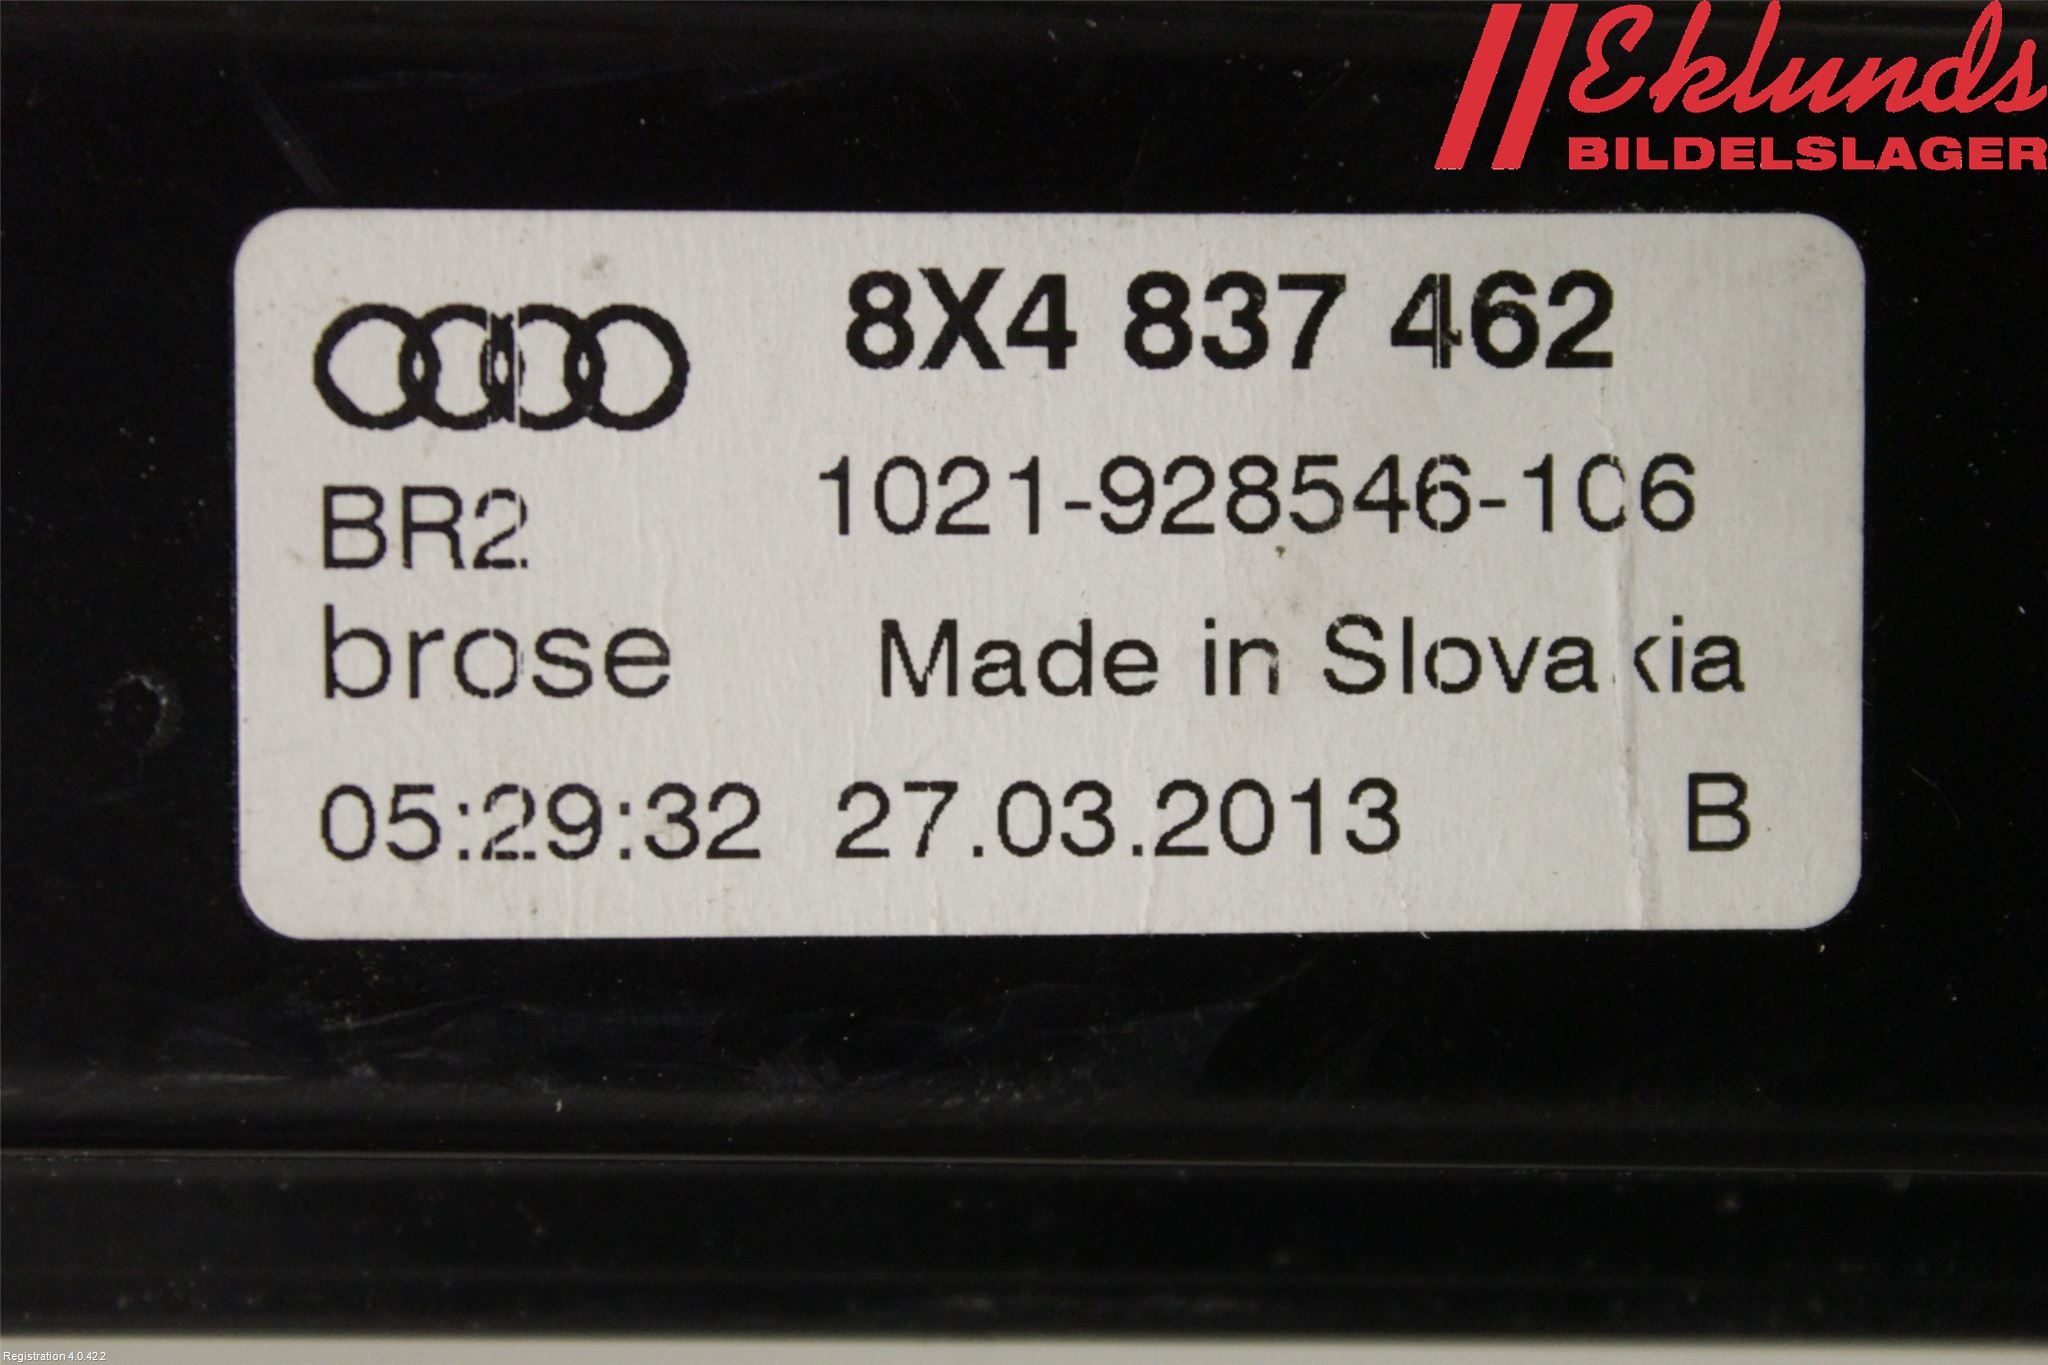 Eklunds
BILDELSLAGER
8X4 837 462
BR2 1021-928546-106
brose Made in Slovakia
05:29:32 27.03.2013 B
Registration 4.0.42.2